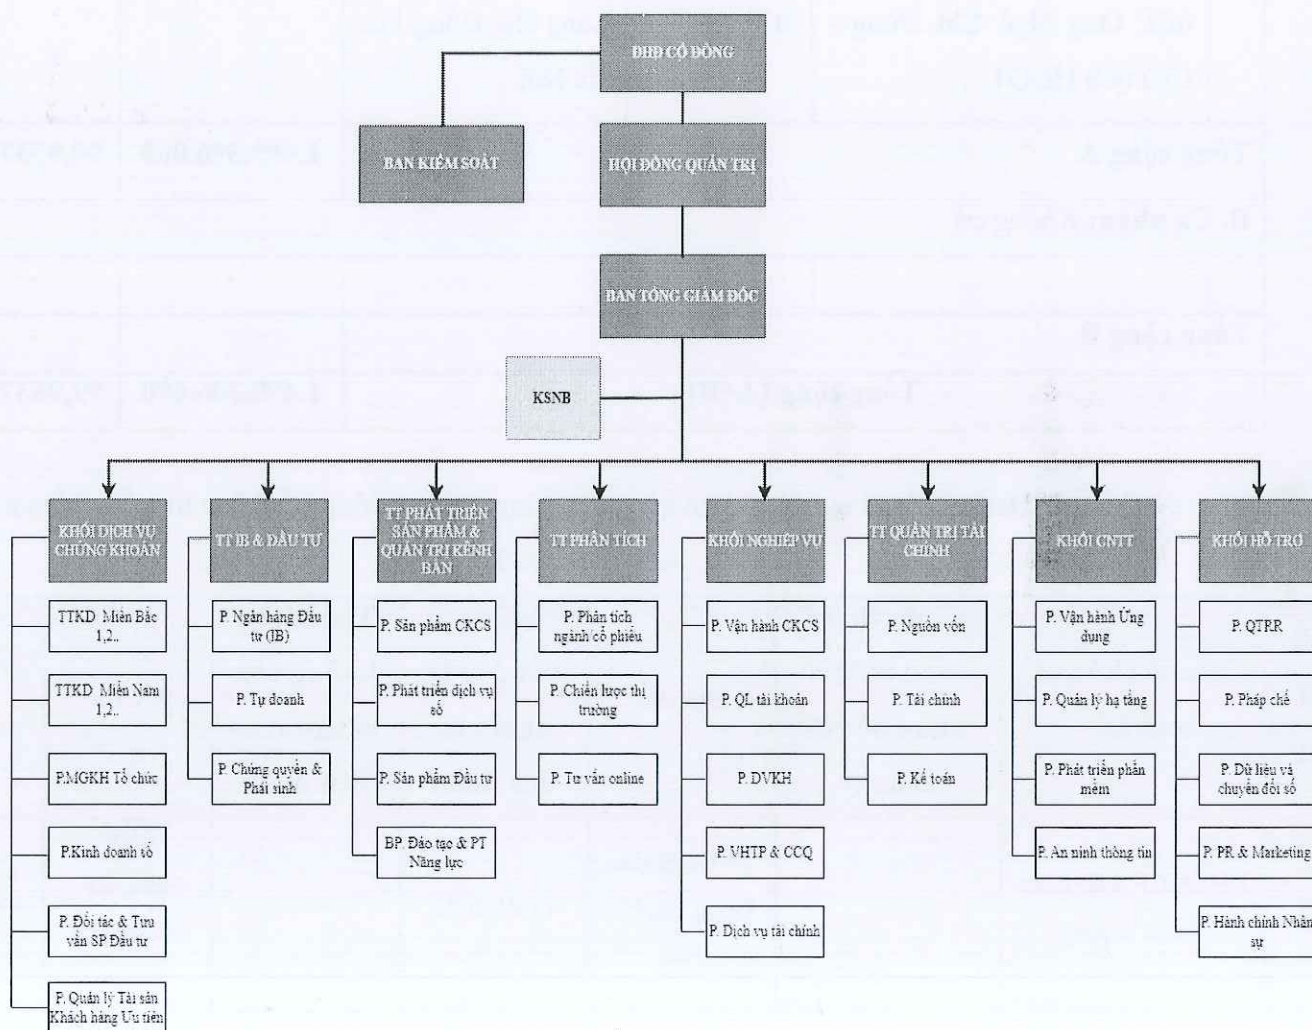 ĐHĐ CỔ ĐÔNG
BAN KIỂM SOÁT
HỘI ĐỒNG QUẢN TRỊ
BAN TỔNG GIÁM ĐỐC
KSNB
KHỐI DỊCH VỤ
CHỨNG KHOÁN
TTKD Miền Bắc
1,2..
TTKD Miền Nam
1,2..
P.MGKH Tổ chức
P.Kinh doanh số
P. Đối tác & Tưu
vấn SP Đầu tư
P. Quản lý Tài sản
Khách hàng Ưu tiên
TT IB & ĐẦU TƯ
P. Ngân hàng Đầu
tư (IB)
P. Tự doanh
P. Chứng quyền &
Phái sinh
TT PHÁT TRIỂN
SẢN PHẨM &
QUẢN TRỊ KÊNH
BÁN
P. Sản phẩm CKCS
P. Phát triển dịch vụ
số
P. Sản phẩm Đầu tư
BP. Đào tạo & PT
Năng lực
TT PHÂN TÍCH
P. Phân tích
ngành/cổ phiếu
P. Chiến lược thị
trường
P. Tư vấn online
KHỐI NGHIỆP VỤ
P. Vận hành CKCS
P. QL tài khoản
P. DVKH
P. VHTP & CCQ
P. Dịch vụ tài chính
TT QUẢN TRỊ TÀI
CHÍNH
P. Nguồn vốn
P. Tài chính
P. Kế toán
KHỐI CNTT
P. Vận hành Ứng
dụng
P. Quản lý hạ tầng
P. Phát triển phần
mềm
P. An ninh thông tin
KHỐI HỖ TRỢ
P. QTRR
P. Pháp chế
P. Dữ liệu và
chuyển đổi số
P. PR & Marketing
P. Hành chính Nhân
sự